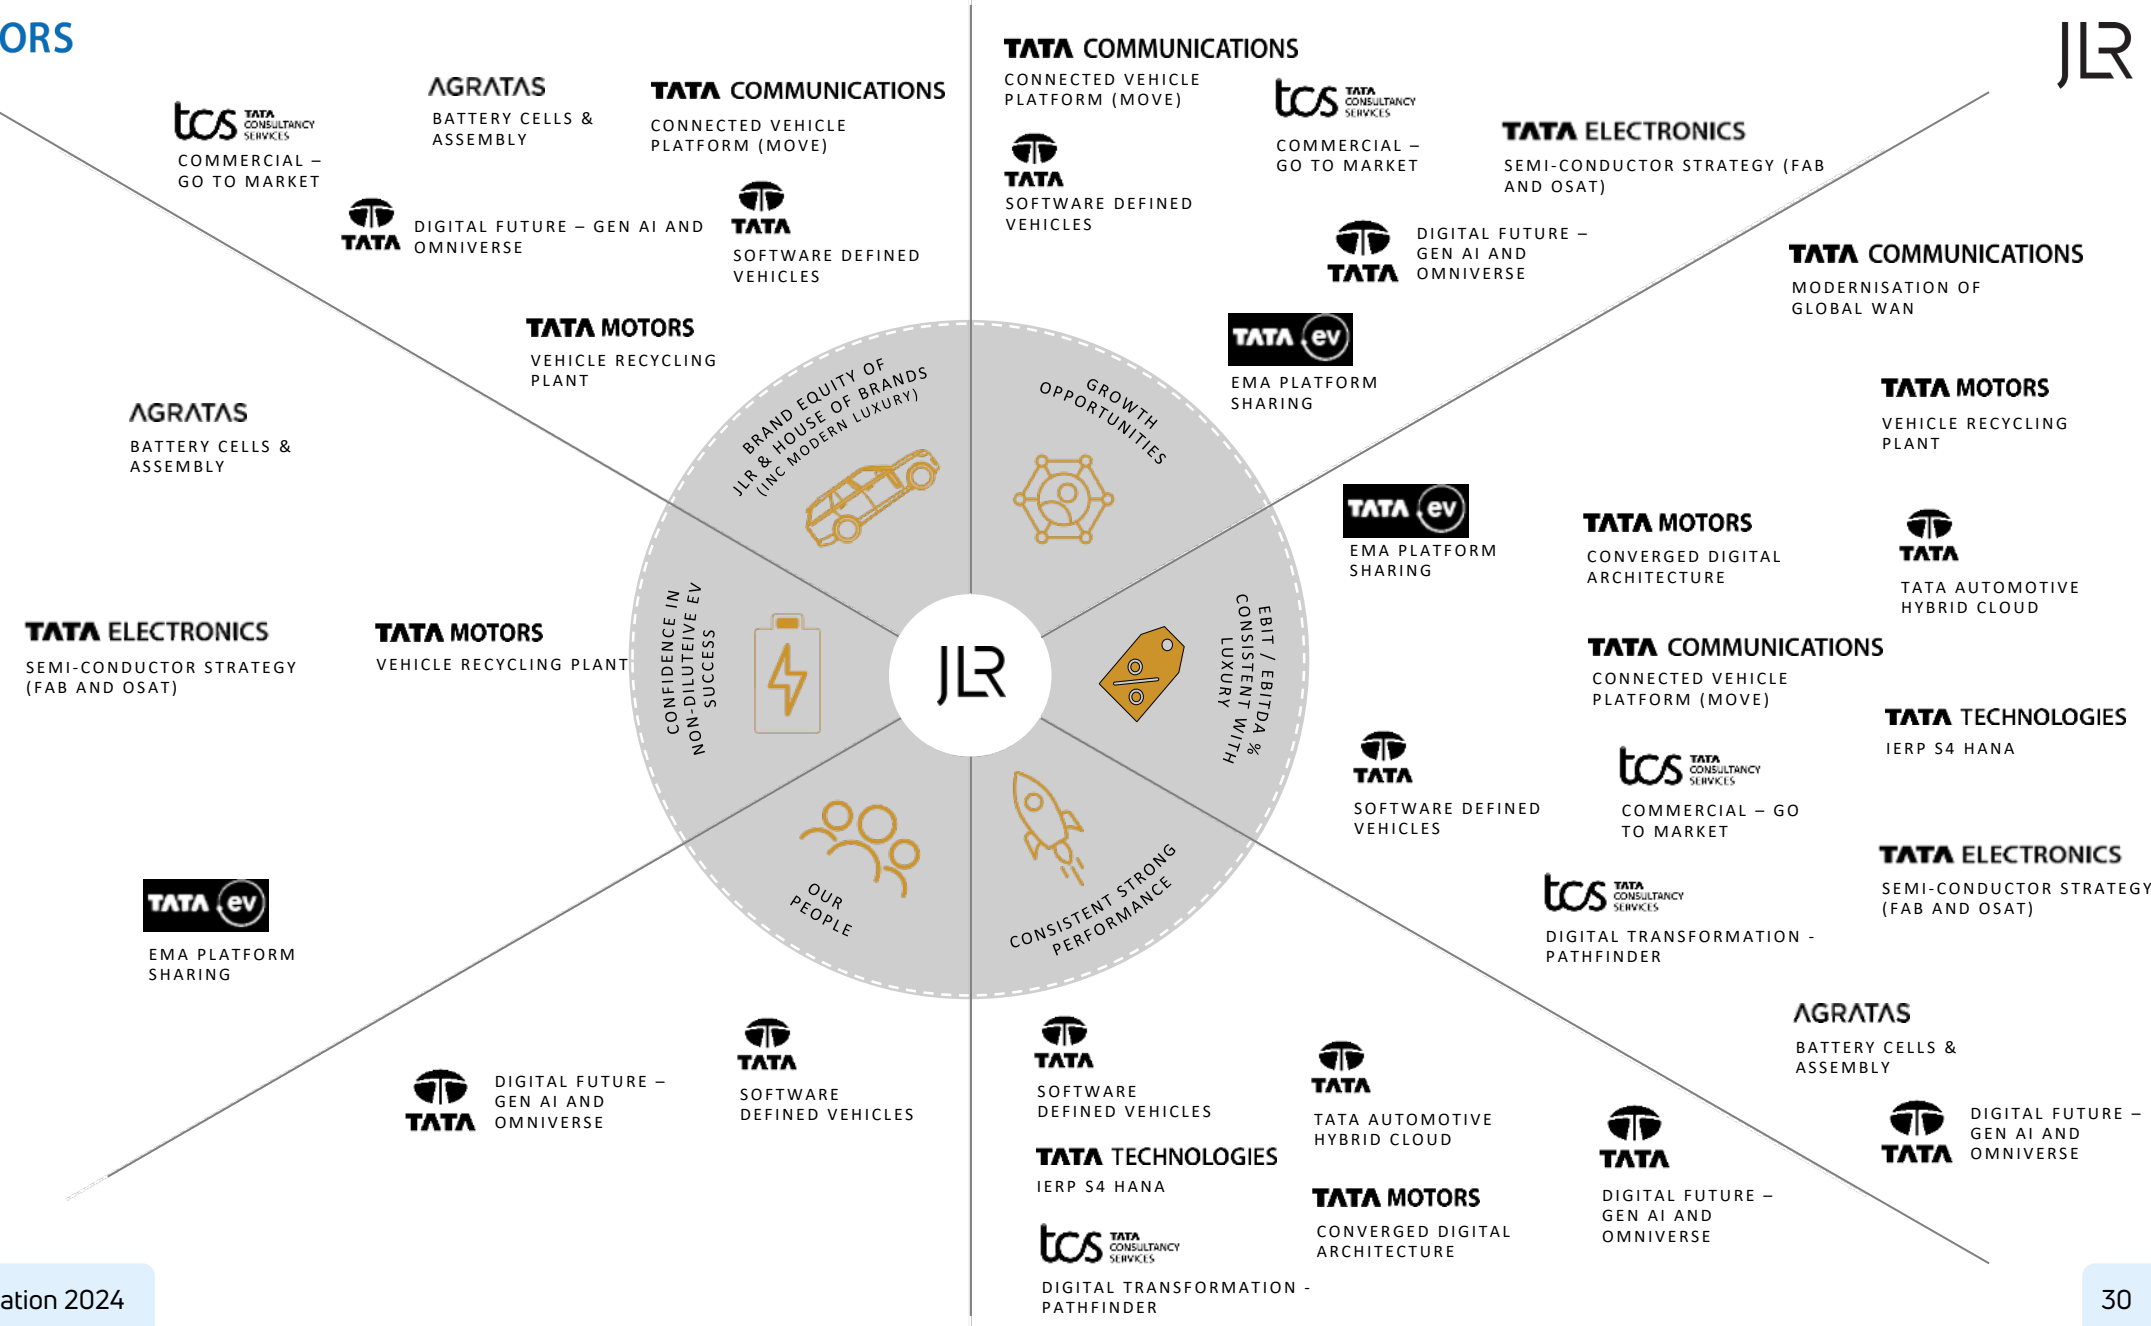 ORS
JLR
TATA COMMUNICATIONS
CONNECTED VEHICLE
PLATFORM (MOVE)
tcs TATA
CONSULTANCY
SERVICES
COMMERCIAL –
GO TO MARKET
TATA ELECTRONICS
SEMI-CONDUCTOR STRATEGY (FAB
AND OSAT)
TATA
SOFTWARE DEFINED
VEHICLES
TATA
DIGITAL FUTURE –
GEN AI AND
OMNIVERSE
TATA.ev
EMA PLATFORM
SHARING
tcs TATA
CONSULTANCY
SERVICES
COMMERCIAL –
GO TO MARKET
AGRATAS
BATTERY CELLS &
ASSEMBLY
TATA COMMUNICATIONS
CONNECTED VEHICLE
PLATFORM (MOVE)
TATA
DIGITAL FUTURE – GEN AI AND
OMNIVERSE
TATA
SOFTWARE DEFINED
VEHICLES
TATA MOTORS
VEHICLE RECYCLING
PLANT
BRAND EQUITY OF
JLR & HOUSE OF BRANDS
(INC MODERN LUXURY)
GROWTH
OPPORTUNITIES
EBIT / EBITDA %
CONSISTENT WITH
LUXURY
CONSISTENT STRONG
PERFORMANCE
OUR
PEOPLE
CONFIDENCE IN
NON-DILUTEIVE EV
SUCCESS
JLR
AGRATAS
BATTERY CELLS &
ASSEMBLY
TATA ELECTRONICS
SEMI-CONDUCTOR STRATEGY
(FAB AND OSAT)
TATA MOTORS
VEHICLE RECYCLING PLANT
TATA.ev
EMA PLATFORM
SHARING
TATA COMMUNICATIONS
MODERNISATION OF
GLOBAL WAN
TATA MOTORS
VEHICLE RECYCLING
PLANT
TATA.ev
EMA PLATFORM
SHARING
TATA MOTORS
CONVERGED DIGITAL
ARCHITECTURE
TATA
TATA AUTOMOTIVE
HYBRID CLOUD
TATA COMMUNICATIONS
CONNECTED VEHICLE
PLATFORM (MOVE)
TATA TECHNOLOGIES
IERP S4 HANA
TATA
SOFTWARE DEFINED
VEHICLES
tcs TATA
CONSULTANCY
SERVICES
COMMERCIAL – GO
TO MARKET
TATA ELECTRONICS
SEMI-CONDUCTOR STRATEGY
(FAB AND OSAT)
tcs TATA
CONSULTANCY
SERVICES
DIGITAL TRANSFORMATION -
PATHFINDER
AGRATAS
BATTERY CELLS &
ASSEMBLY
TATA
DIGITAL FUTURE –
GEN AI AND
OMNIVERSE
TATA
DIGITAL FUTURE –
GEN AI AND
OMNIVERSE
TATA
SOFTWARE
DEFINED VEHICLES
TATA
SOFTWARE
DEFINED VEHICLES
TATA
TATA AUTOMOTIVE
HYBRID CLOUD
TATA TECHNOLOGIES
IERP S4 HANA
TATA MOTORS
CONVERGED DIGITAL
ARCHITECTURE
TATA
DIGITAL FUTURE –
GEN AI AND
OMNIVERSE
tcs TATA
CONSULTANCY
SERVICES
DIGITAL TRANSFORMATION -
PATHFINDER
ation 2024
30